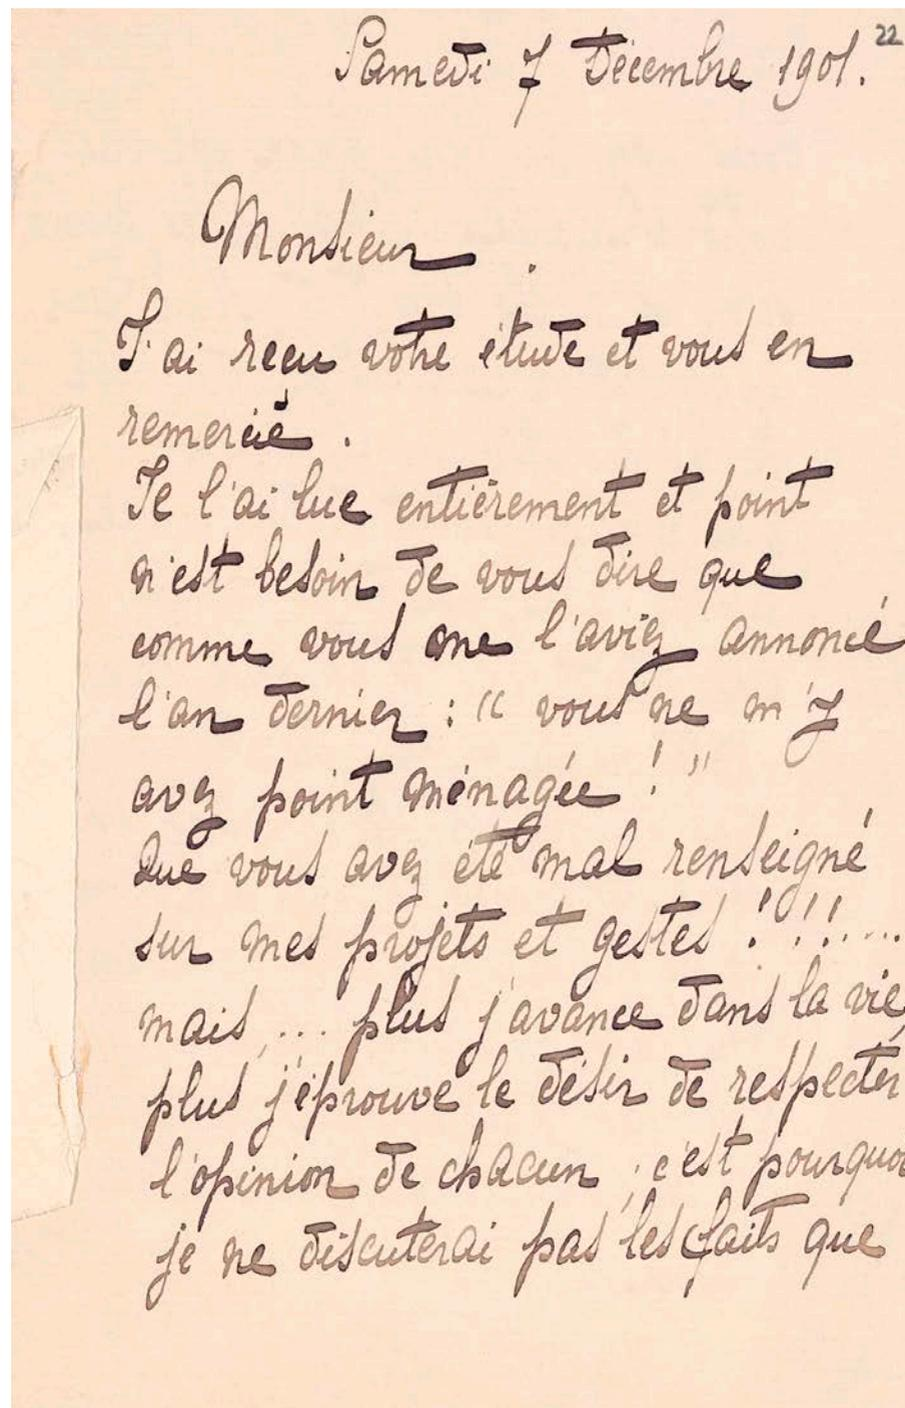 22
Samedi 7 Décembre 1901.
Monsieur.
J'ai reçu votre étude et vous en
remercie.
Je l'ai lue entièrement et point
n'est besoin de vous dire que
comme vous me l'aviez annoncé
l'an dernier : " vous ne m'y
avez point ménagée ! "
Que vous avez été mal renseigné
sur mes projets et gestes ! ! ! ....
mais, ... plus j'avance dans la vie,
plus j'éprouve le désir de respecter
l'opinion de chacun, c'est pourquoi
je ne discuterai pas les faits que